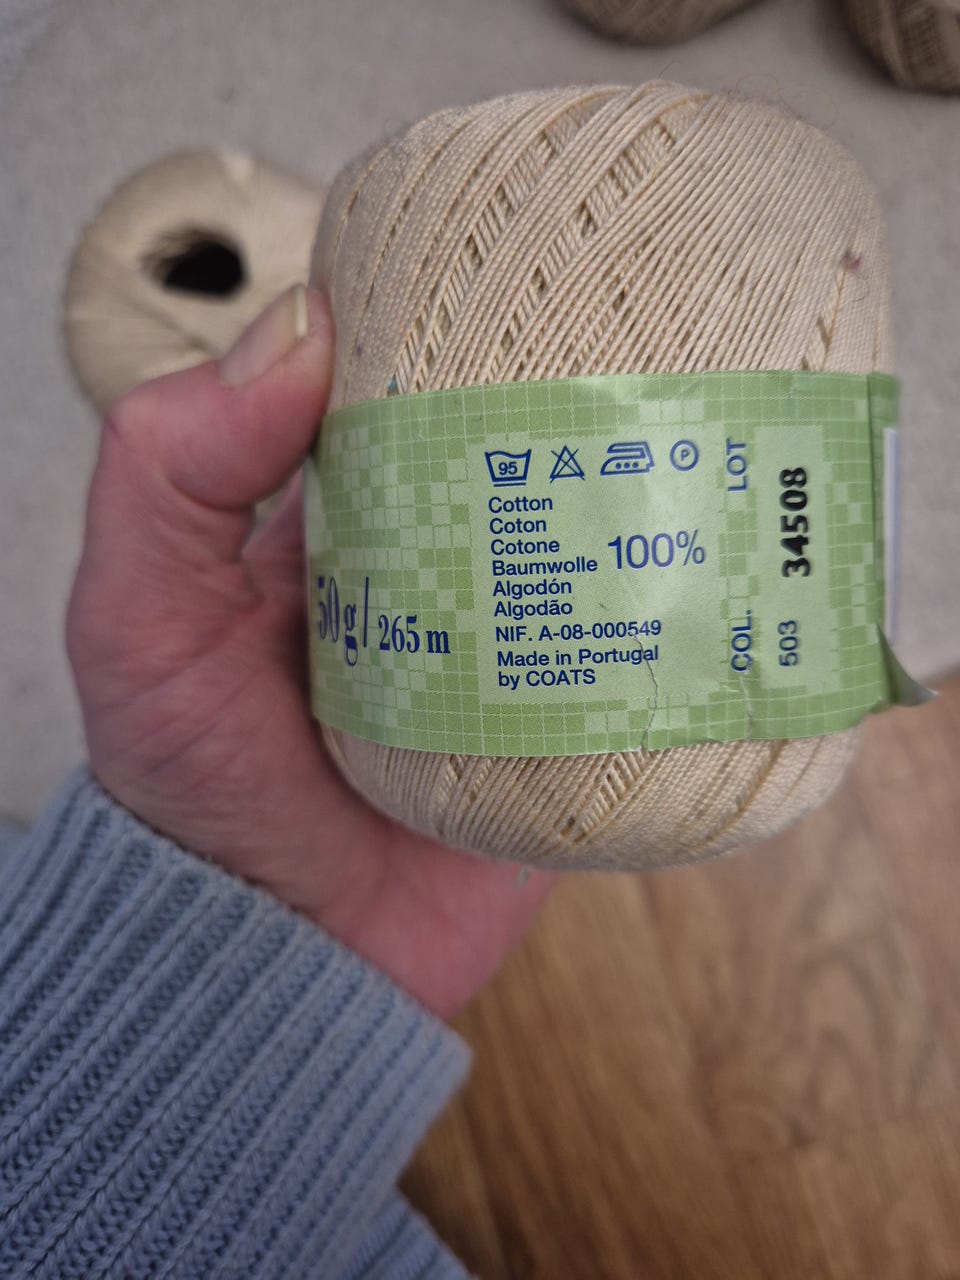 95
P
Cotton
Coton
Cotone
Baumwolle
Algodón
Algodão
100%
NIF. A-08-000549
Made in Portugal
by COATS
50 g / 265 m
LOT
34508
COL.
503